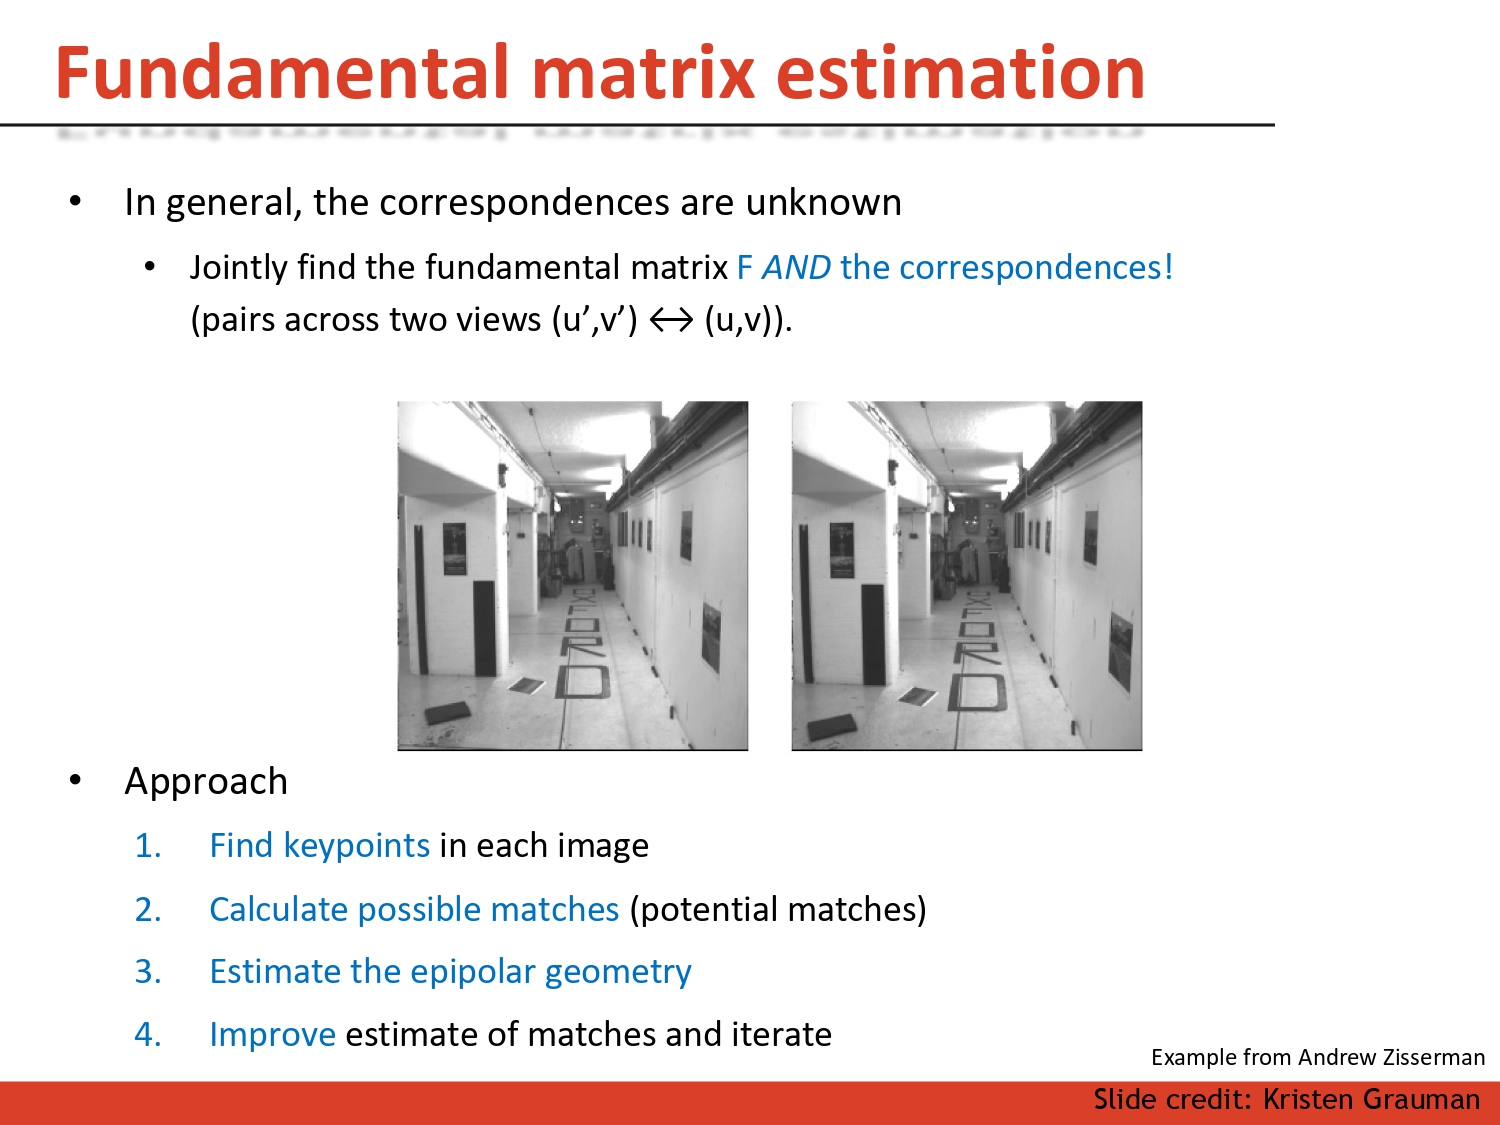 Fundamental matrix estimation
• In general, the correspondences are unknown
• Jointly find the fundamental matrix F AND the correspondences!
(pairs across two views (u’,v’) ↔ (u,v)).
OXFORD
• Approach
1. Find keypoints in each image
2. Calculate possible matches (potential matches)
3. Estimate the epipolar geometry
4. Improve estimate of matches and iterate
Example from Andrew Zisserman
Slide credit: Kristen Grauman